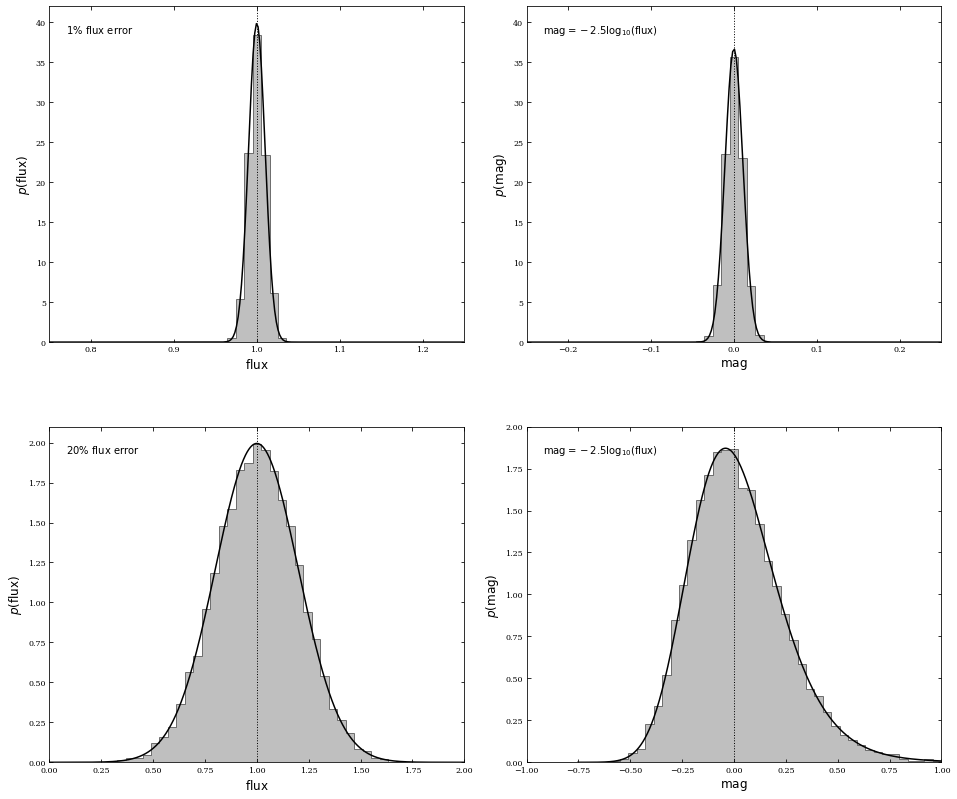 1% flux error
40
35
30
25
20
15
10
5
0
p(flux)
0.8 0.9 1.0 1.1 1.2
flux
mag = −2.5log₁₀(flux)
40
35
30
25
20
15
10
5
0
p(mag)
−0.2 −0.1 0.0 0.1 0.2
mag
20% flux error
2.00
1.75
1.50
1.25
1.00
0.75
0.50
0.25
0.00
p(flux)
0.00 0.25 0.50 0.75 1.00 1.25 1.50 1.75 2.00
flux
mag = −2.5log₁₀(flux)
2.00
1.75
1.50
1.25
1.00
0.75
0.50
0.25
0.00
p(mag)
−1.00 −0.75 −0.50 −0.25 0.00 0.25 0.50 0.75 1.00
mag